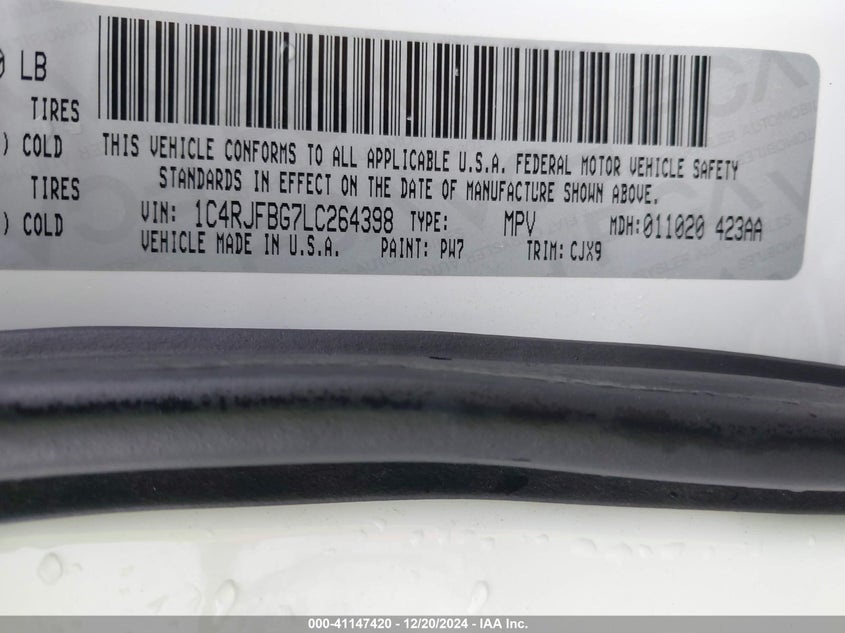 LB
TIRES
) COLD
TIRES
) COLD
THIS VEHICLE CONFORMS TO ALL APPLICABLE U.S.A. FEDERAL MOTOR VEHICLE SAFETY
STANDARDS IN EFFECT ON THE DATE OF MANUFACTURE SHOWN ABOVE.
VIN: 1C4RJFBG7LC264398 TYPE: MPV MDH:011020 423AA
VEHICLE MADE IN U.S.A. PAINT: PW7 TRIM: CJX9
000-41147420 - 12/20/2024 - IAA Inc.